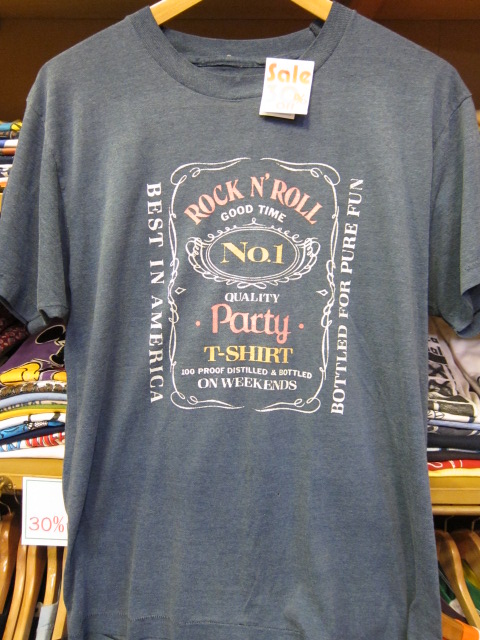 Sale
ROCK N' ROLL
GOOD TIME
No.1
QUALITY
· Party ·
T-SHIRT
100 PROOF DISTILLED & BOTTLED
ON WEEKENDS
BEST IN AMERICA
BOTTLED FOR PURE FUN
30%